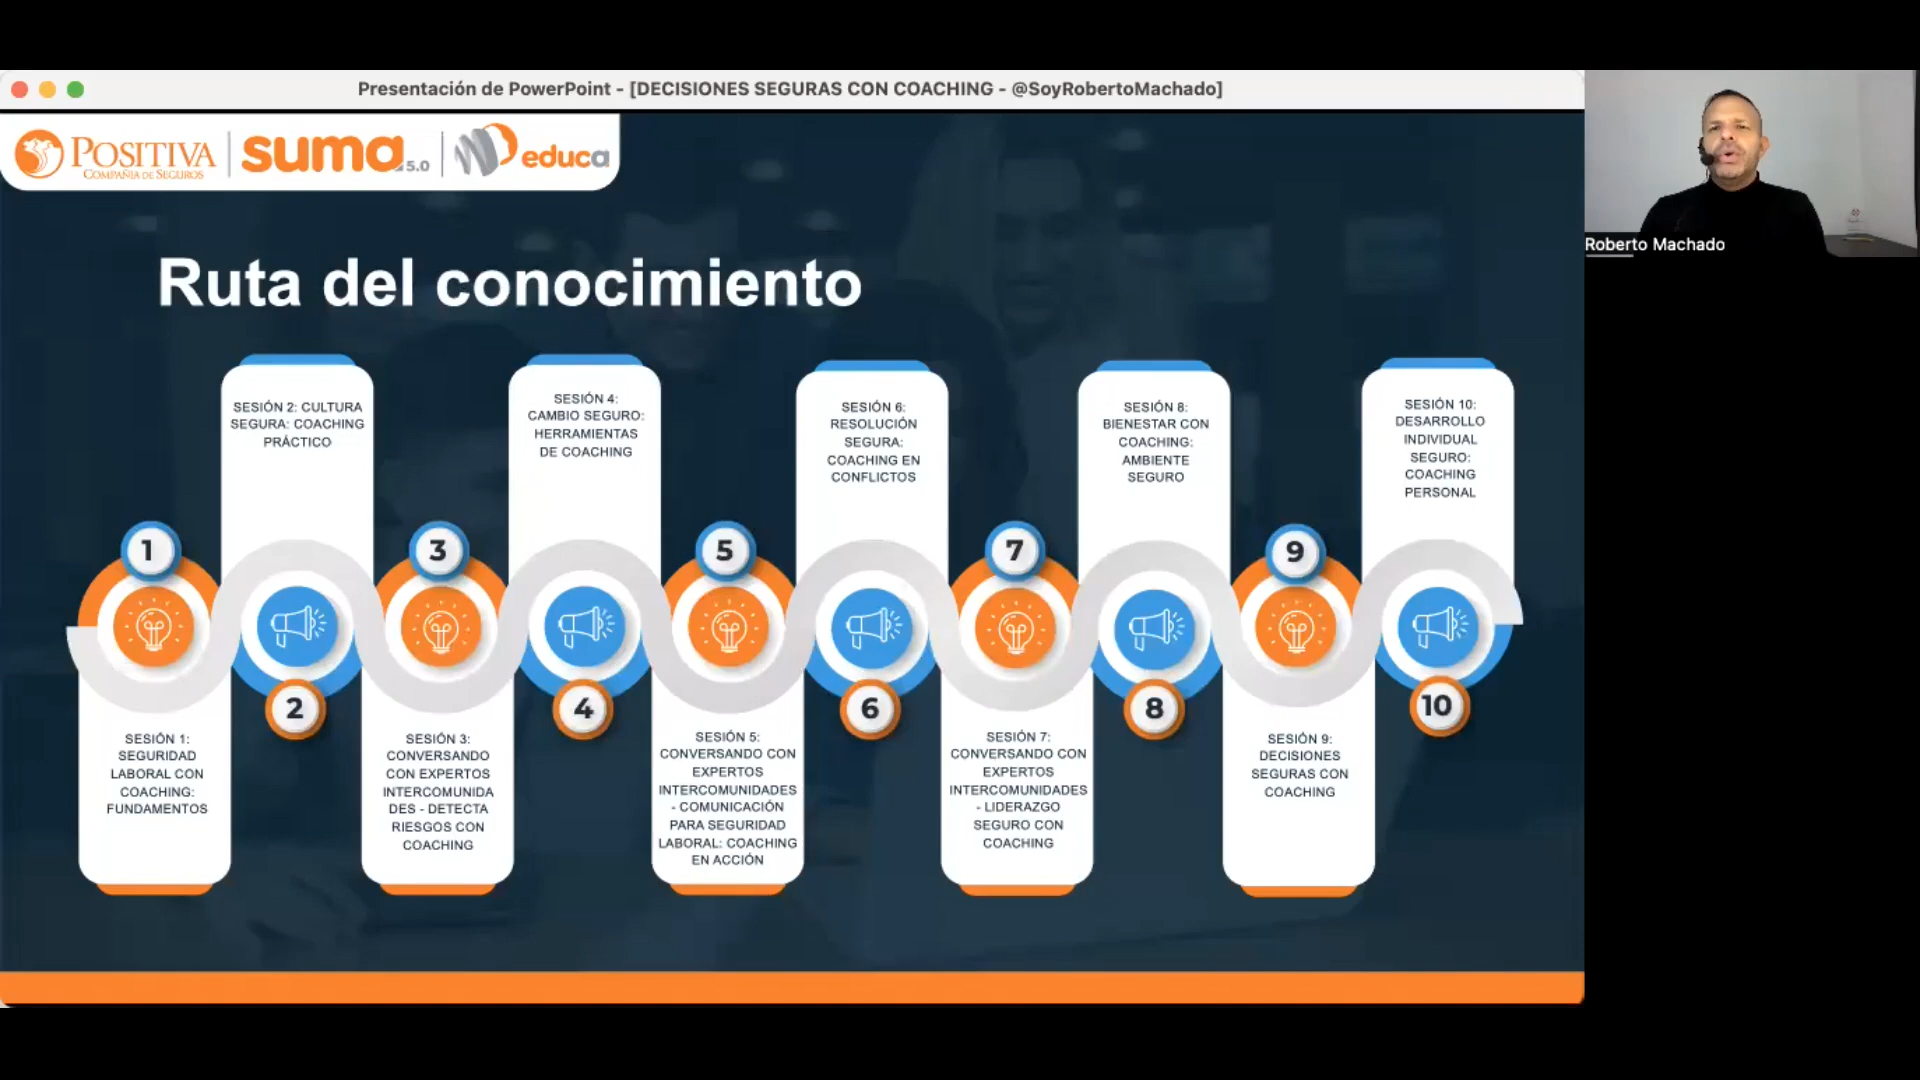 Presentación de PowerPoint - [DECISIONES SEGURAS CON COACHING - @SoyRobertoMachado]
POSITIVA
COMPAÑÍA DE SEGUROS
suma 5.0
educa
Roberto Machado
Ruta del conocimiento
SESIÓN 2: CULTURA
SEGURA: COACHING
PRÁCTICO
SESIÓN 4:
CAMBIO SEGURO:
HERRAMIENTAS
DE COACHING
SESIÓN 6:
RESOLUCIÓN
SEGURA:
COACHING EN
CONFLICTOS
SESIÓN 8:
BIENESTAR CON
COACHING:
AMBIENTE
SEGURO
SESIÓN 10:
DESARROLLO
INDIVIDUAL
SEGURO:
COACHING
PERSONAL
1
3
5
7
9
2
4
6
8
10
SESIÓN 1:
SEGURIDAD
LABORAL CON
COACHING:
FUNDAMENTOS
SESIÓN 3:
CONVERSANDO
CON EXPERTOS
INTERCOMUNIDA
DES - DETECTA
RIESGOS CON
COACHING
SESIÓN 5:
CONVERSANDO CON
EXPERTOS
INTERCOMUNIDADES
- COMUNICACIÓN
PARA SEGURIDAD
LABORAL: COACHING
EN ACCIÓN
SESIÓN 7:
CONVERSANDO CON
EXPERTOS
INTERCOMUNIDADES
- LIDERAZGO
SEGURO CON
COACHING
SESIÓN 9:
DECISIONES
SEGURAS CON
COACHING